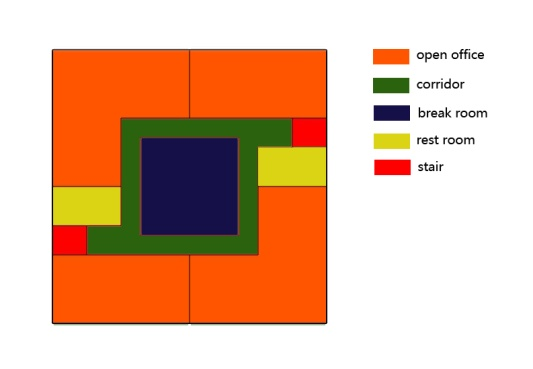 open office
corridor
break room
rest room
stair